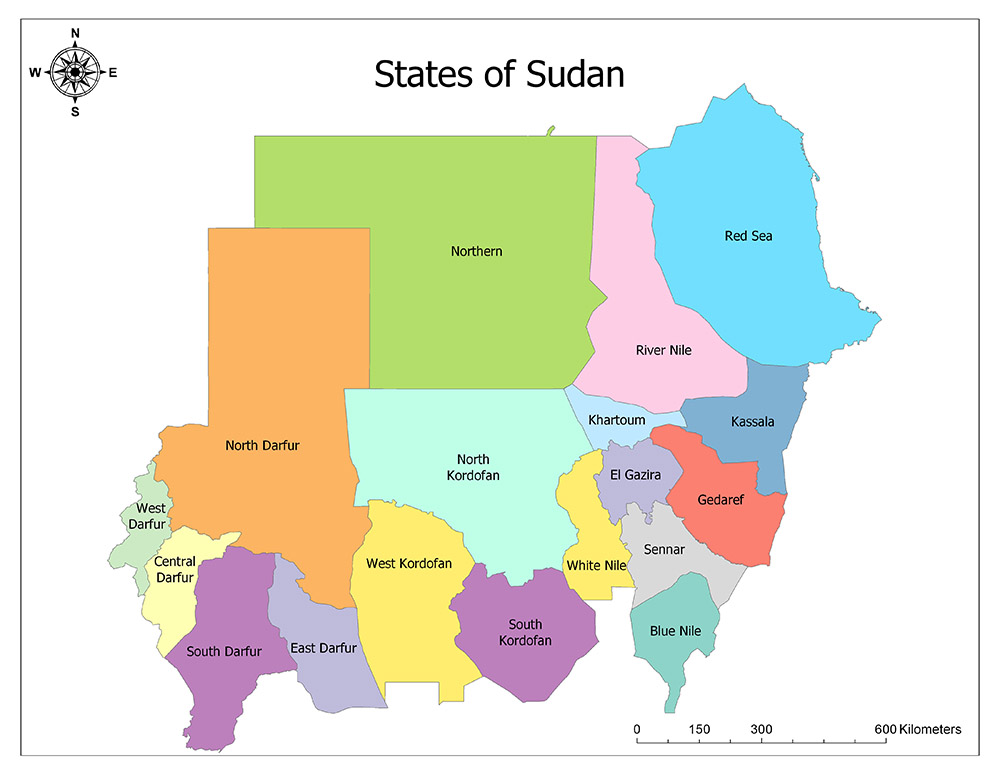 N
W E
S
States of Sudan
Northern
Red Sea
River Nile
Khartoum
Kassala
North Darfur
North
Kordofan
El Gazira
Gedaref
West
Darfur
Central
Darfur
West Kordofan
White Nile
Sennar
South Darfur
East Darfur
South
Kordofan
Blue Nile
0 150 300 600 Kilometers